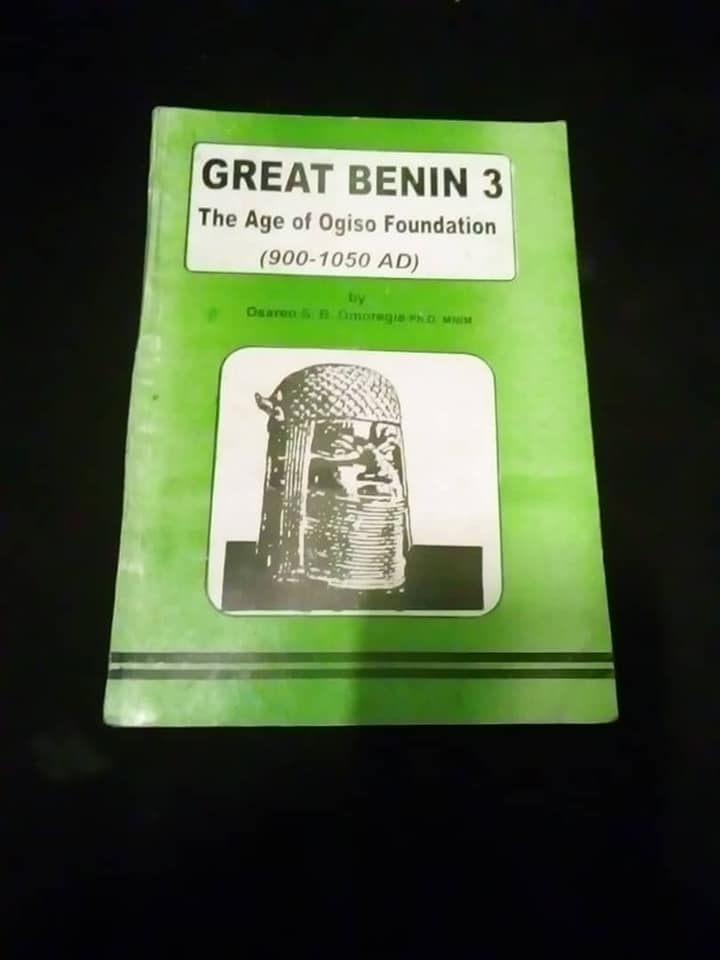 GREAT BENIN 3
The Age of Ogiso Foundation
(900-1050 AD)
by
Osaren S. B. Omoregie Ph.D. MNIM